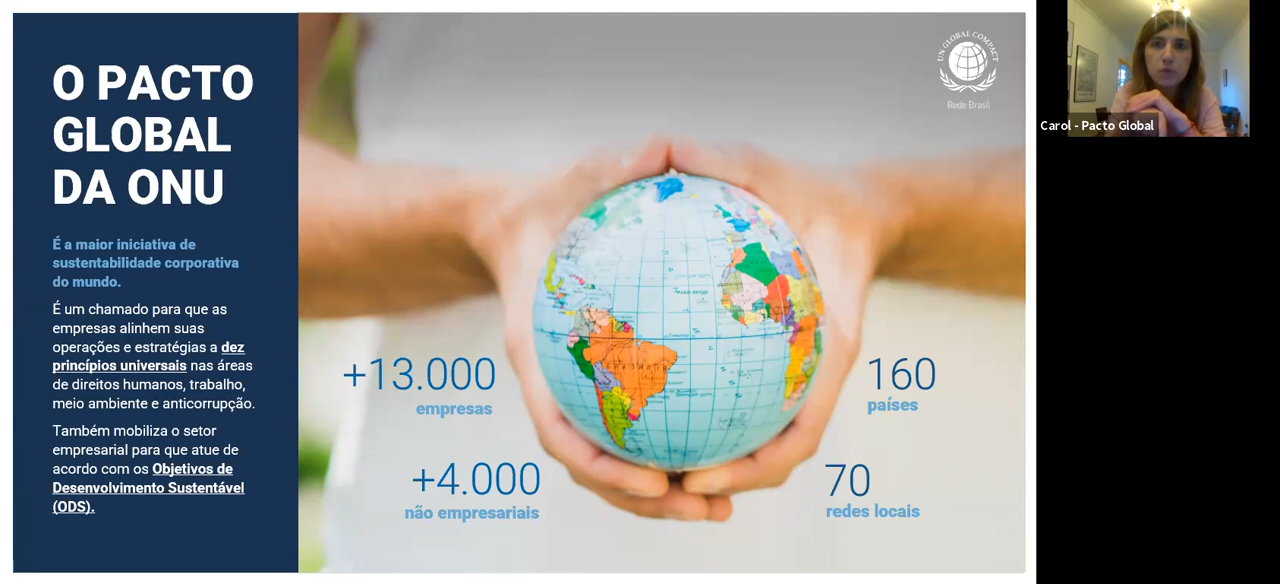 O PACTO
GLOBAL
DA ONU
É a maior iniciativa de
sustentabilidade corporativa
do mundo.
É um chamado para que as
empresas alinhem suas
operações e estratégias a dez
princípios universais nas áreas
de direitos humanos, trabalho,
meio ambiente e anticorrupção.
Também mobiliza o setor
empresarial para que atue de
acordo com os Objetivos de
Desenvolvimento Sustentável
(ODS).
UN GLOBAL COMPACT
Rede Brasil
+13.000
empresas
160
países
+4.000
não empresariais
70
redes locais
Carol - Pacto Global